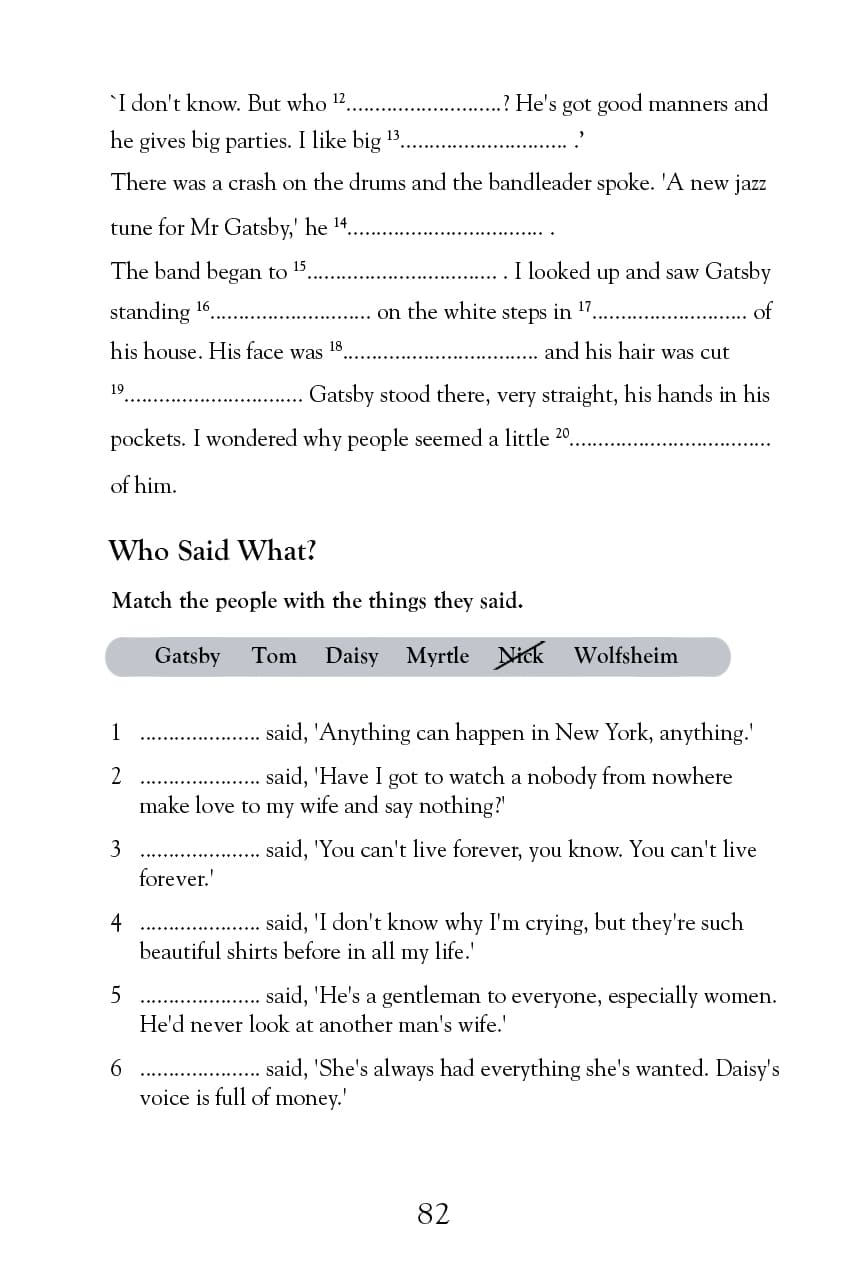 `I don't know. But who ¹²...........................? He's got good manners and
he gives big parties. I like big ¹³............................. .’
There was a crash on the drums and the bandleader spoke. 'A new jazz
tune for Mr Gatsby,' he ¹⁴.................................. .
The band began to ¹⁵................................. . I looked up and saw Gatsby
standing ¹⁶............................ on the white steps in ¹⁷........................... of
his house. His face was ¹⁸.................................. and his hair was cut
¹⁹............................... Gatsby stood there, very straight, his hands in his
pockets. I wondered why people seemed a little ²⁰...................................
of him.
Who Said What?
Match the people with the things they said.
Gatsby Tom Daisy Myrtle Nick Wolfsheim
1 ..................... said, 'Anything can happen in New York, anything.'
2 ..................... said, 'Have I got to watch a nobody from nowhere
make love to my wife and say nothing?'
3 ..................... said, 'You can't live forever, you know. You can't live
forever.'
4 ..................... said, 'I don't know why I'm crying, but they're such
beautiful shirts before in all my life.'
5 ..................... said, 'He's a gentleman to everyone, especially women.
He'd never look at another man's wife.'
6 ..................... said, 'She's always had everything she's wanted. Daisy's
voice is full of money.'
82